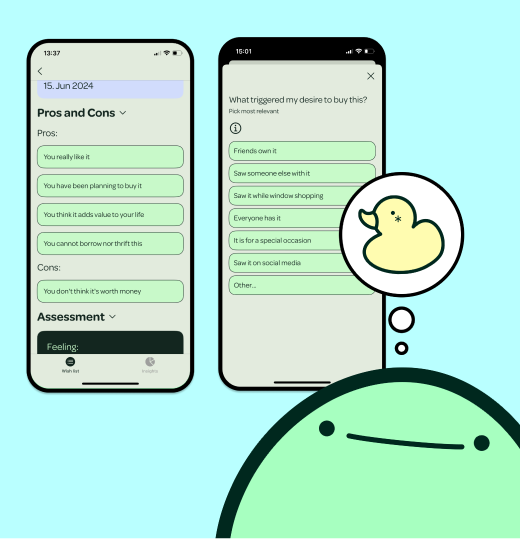 13:37
15. Jun 2024
Pros and Cons
Pros:
You really like it
You have been planning to buy it
You think it adds value to your life
You cannot borrow nor thrift this
Cons:
You don't think it's worth money
Assessment
Feeling:
Wish list
Insights
15:01
What triggered my desire to buy this?
Pick most relevant
Friends own it
Saw someone else with it
Saw it while window shopping
Everyone has it
It is for a special occasion
Saw it on social media
Other...